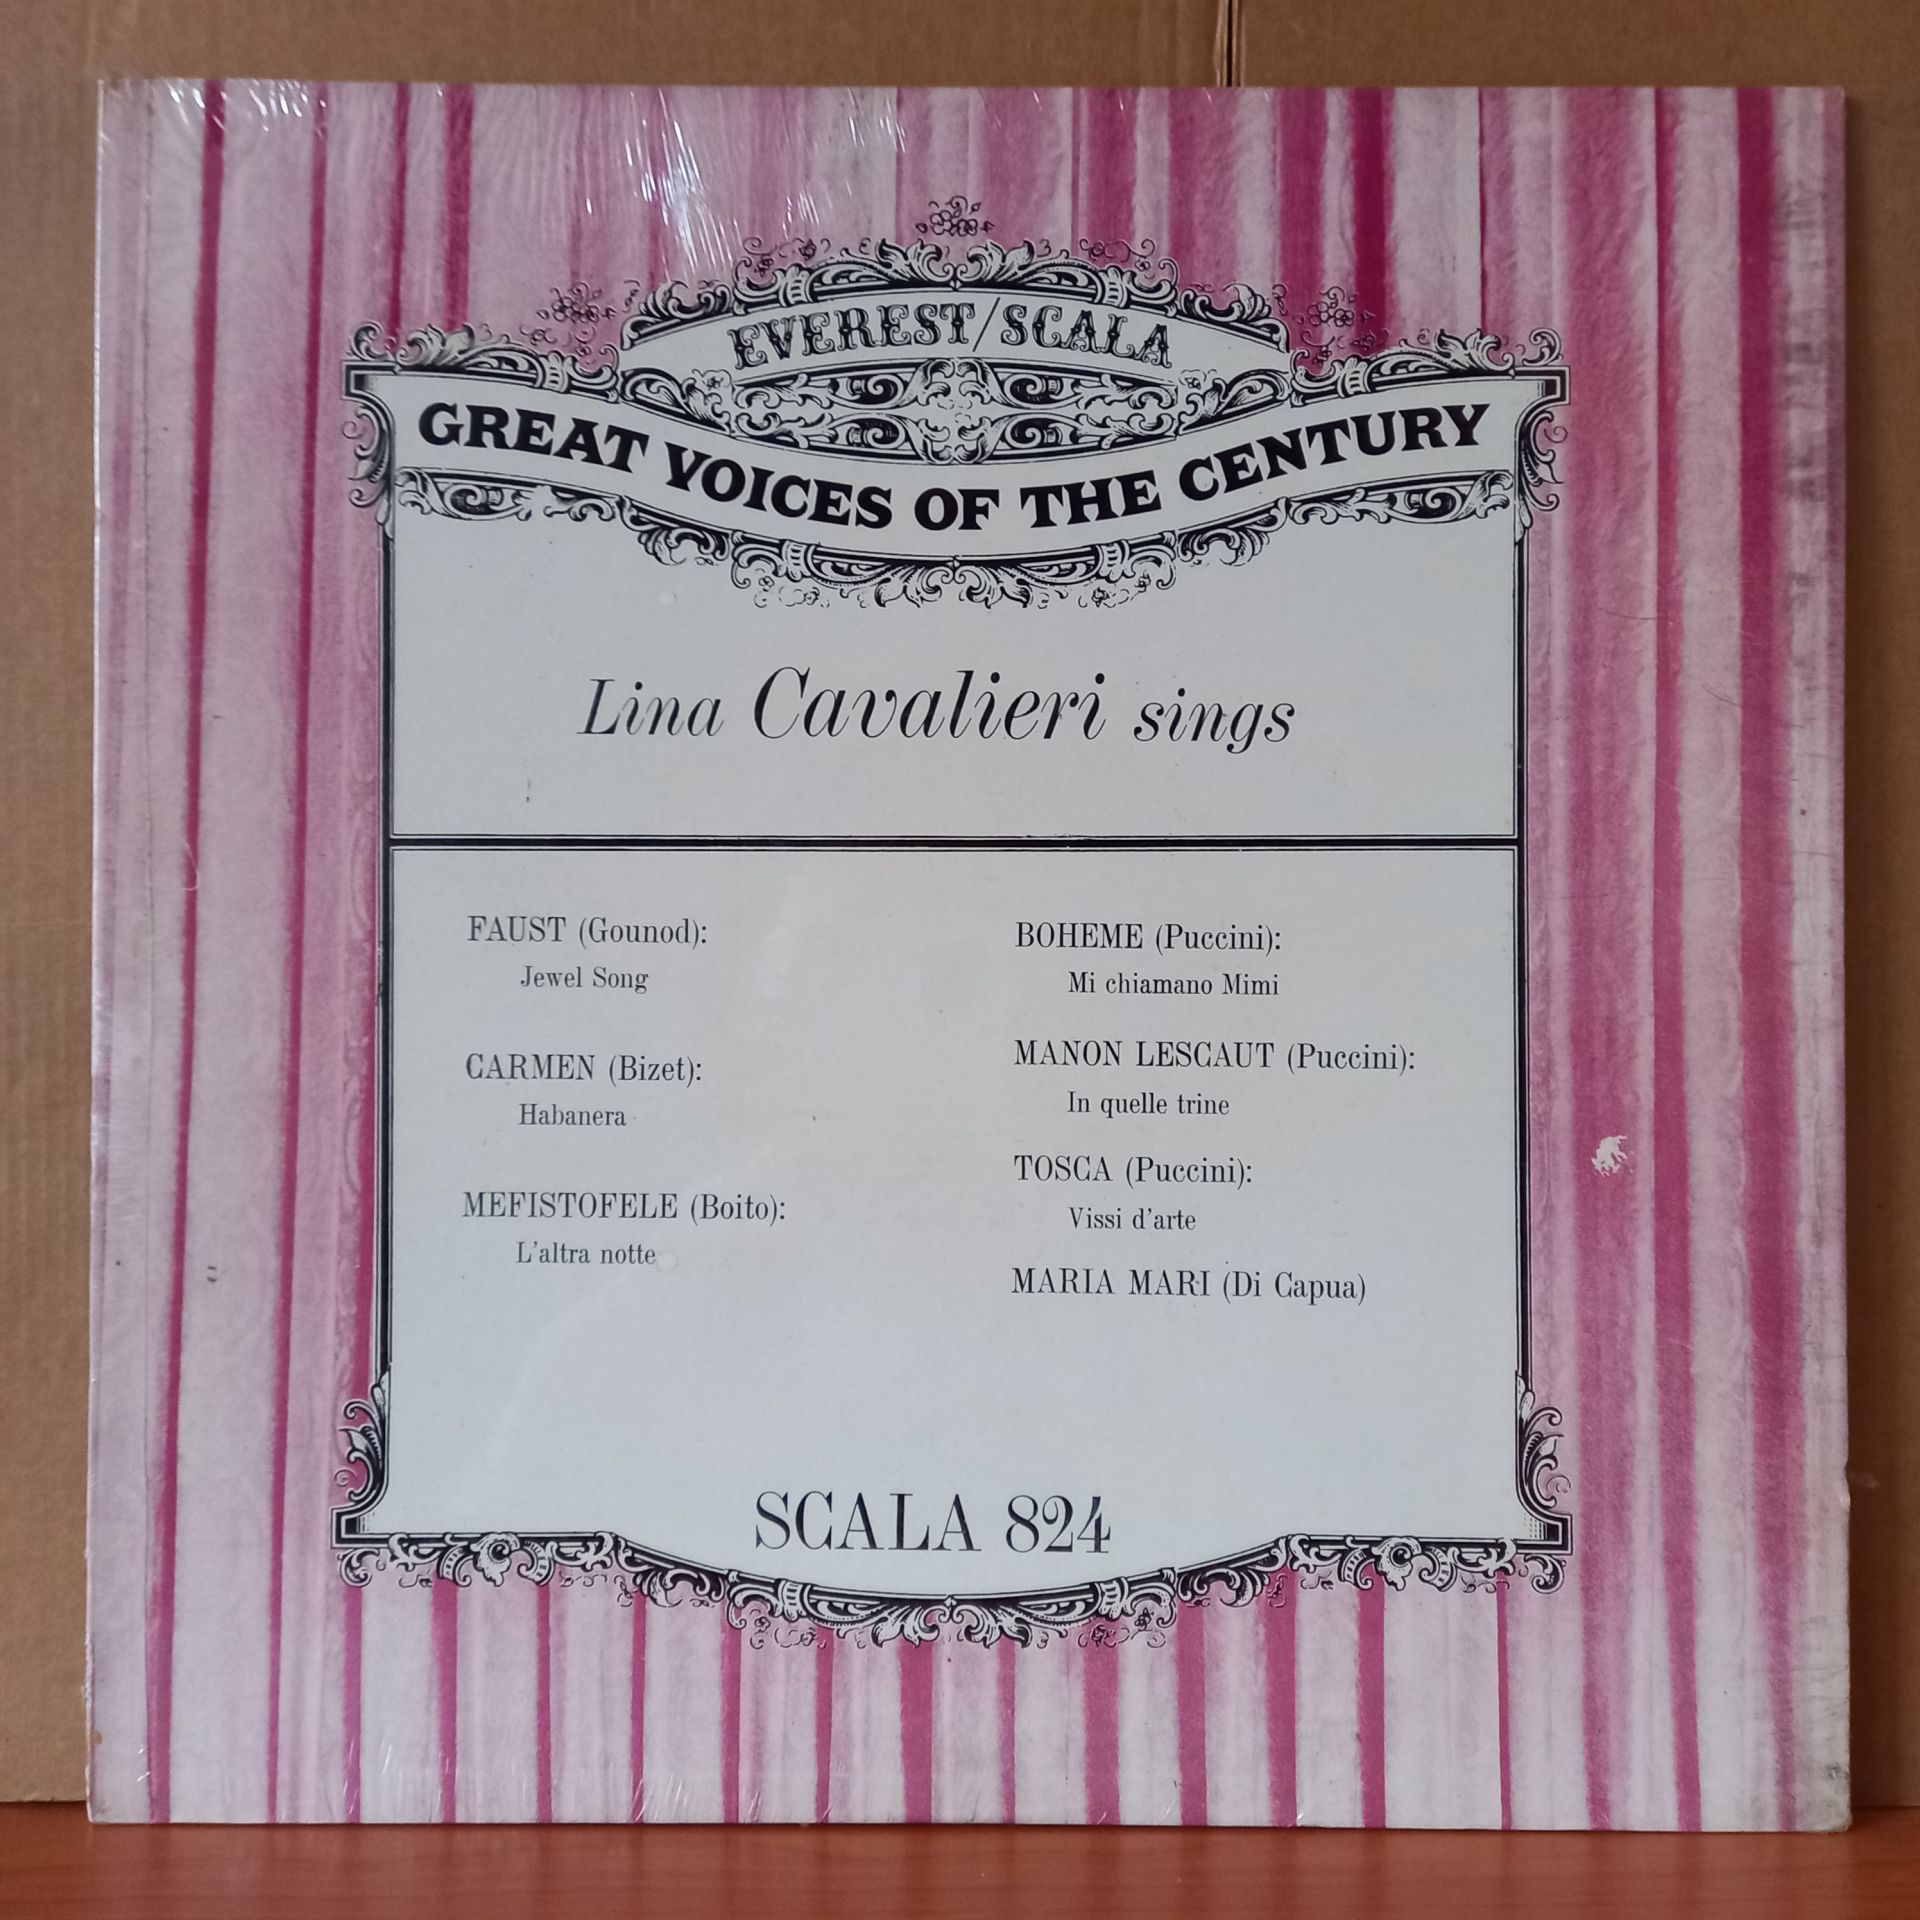 EVEREST/SCALA
GREAT VOICES OF THE CENTURY
Lina Cavalieri sings
FAUST (Gounod):
Jewel Song
CARMEN (Bizet):
Habanera
MEFISTOFELE (Boito):
L'altra notte
BOHEME (Puccini):
Mi chiamano Mimi
MANON LESCAUT (Puccini):
In quelle trine
TOSCA (Puccini):
Vissi d'arte
MARIA MARI (Di Capua)
SCALA 824